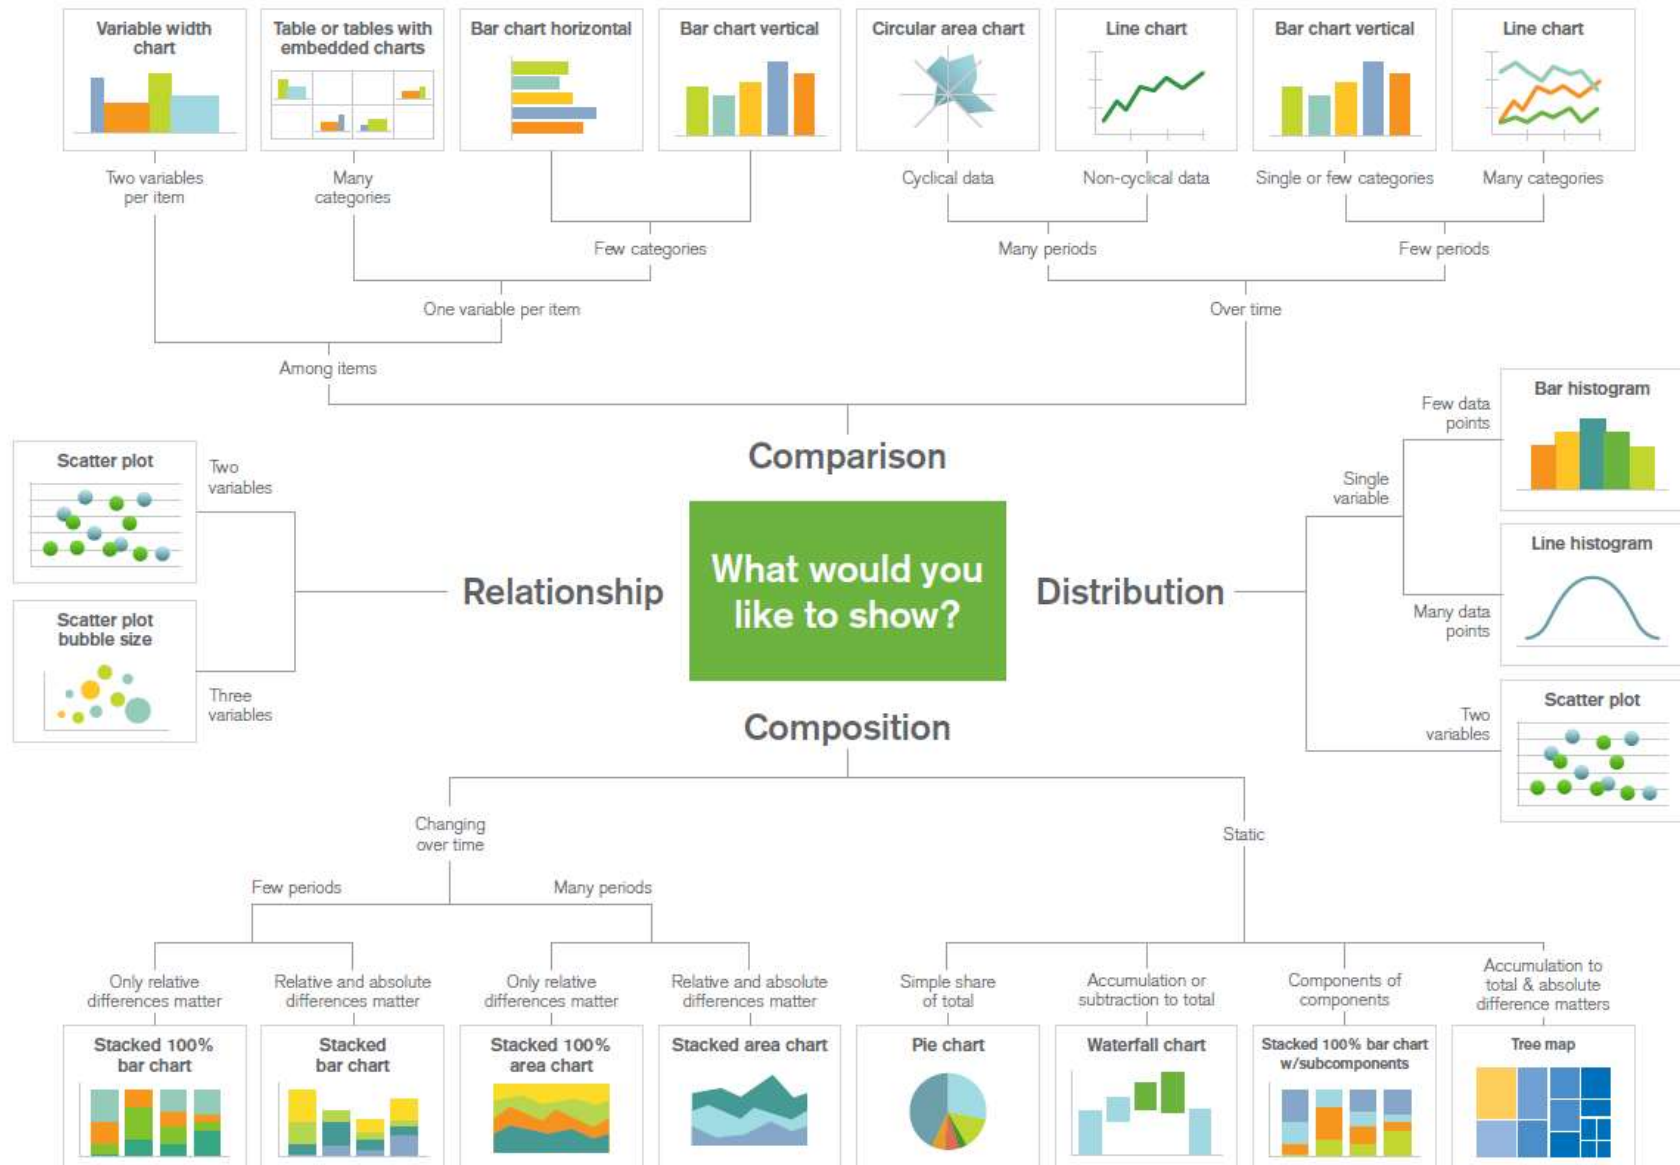 Variable width
chart
Table or tables with
embedded charts
Bar chart horizontal
Bar chart vertical
Circular area chart
Line chart
Bar chart vertical
Line chart
Two variables
per item
Many
categories
Cyclical data
Non-cyclical data
Single or few categories
Many categories
Few categories
Many periods
Few periods
One variable per item
Over time
Among items
Comparison
Scatter plot
Two
variables
Scatter plot
bubble size
Three
variables
Relationship
What would you
like to show?
Distribution
Single
variable
Few data
points
Bar histogram
Many data
points
Line histogram
Two
variables
Scatter plot
Composition
Changing
over time
Static
Few periods
Many periods
Only relative
differences matter
Relative and absolute
differences matter
Only relative
differences matter
Relative and absolute
differences matter
Simple share
of total
Accumulation or
subtraction to total
Components of
components
Accumulation to
total & absolute
difference matters
Stacked 100%
bar chart
Stacked
bar chart
Stacked 100%
area chart
Stacked area chart
Pie chart
Waterfall chart
Stacked 100% bar chart
w/subcomponents
Tree map